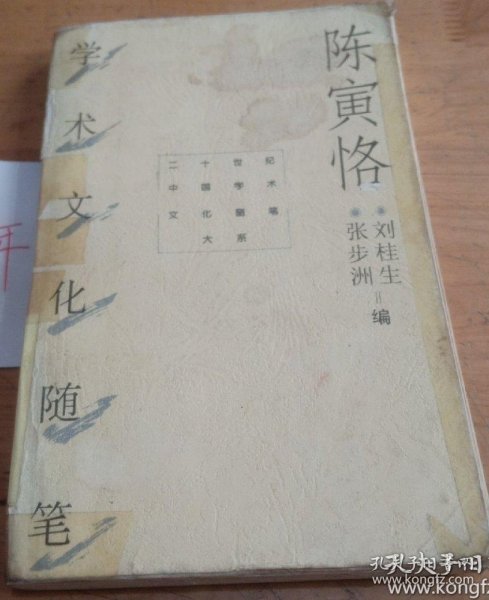 陈寅恪
刘桂生
张步洲
编
学术文化随笔
二十世纪
中国学术
文化随笔
大系
孔夫子旧书网
www.kongfz.com